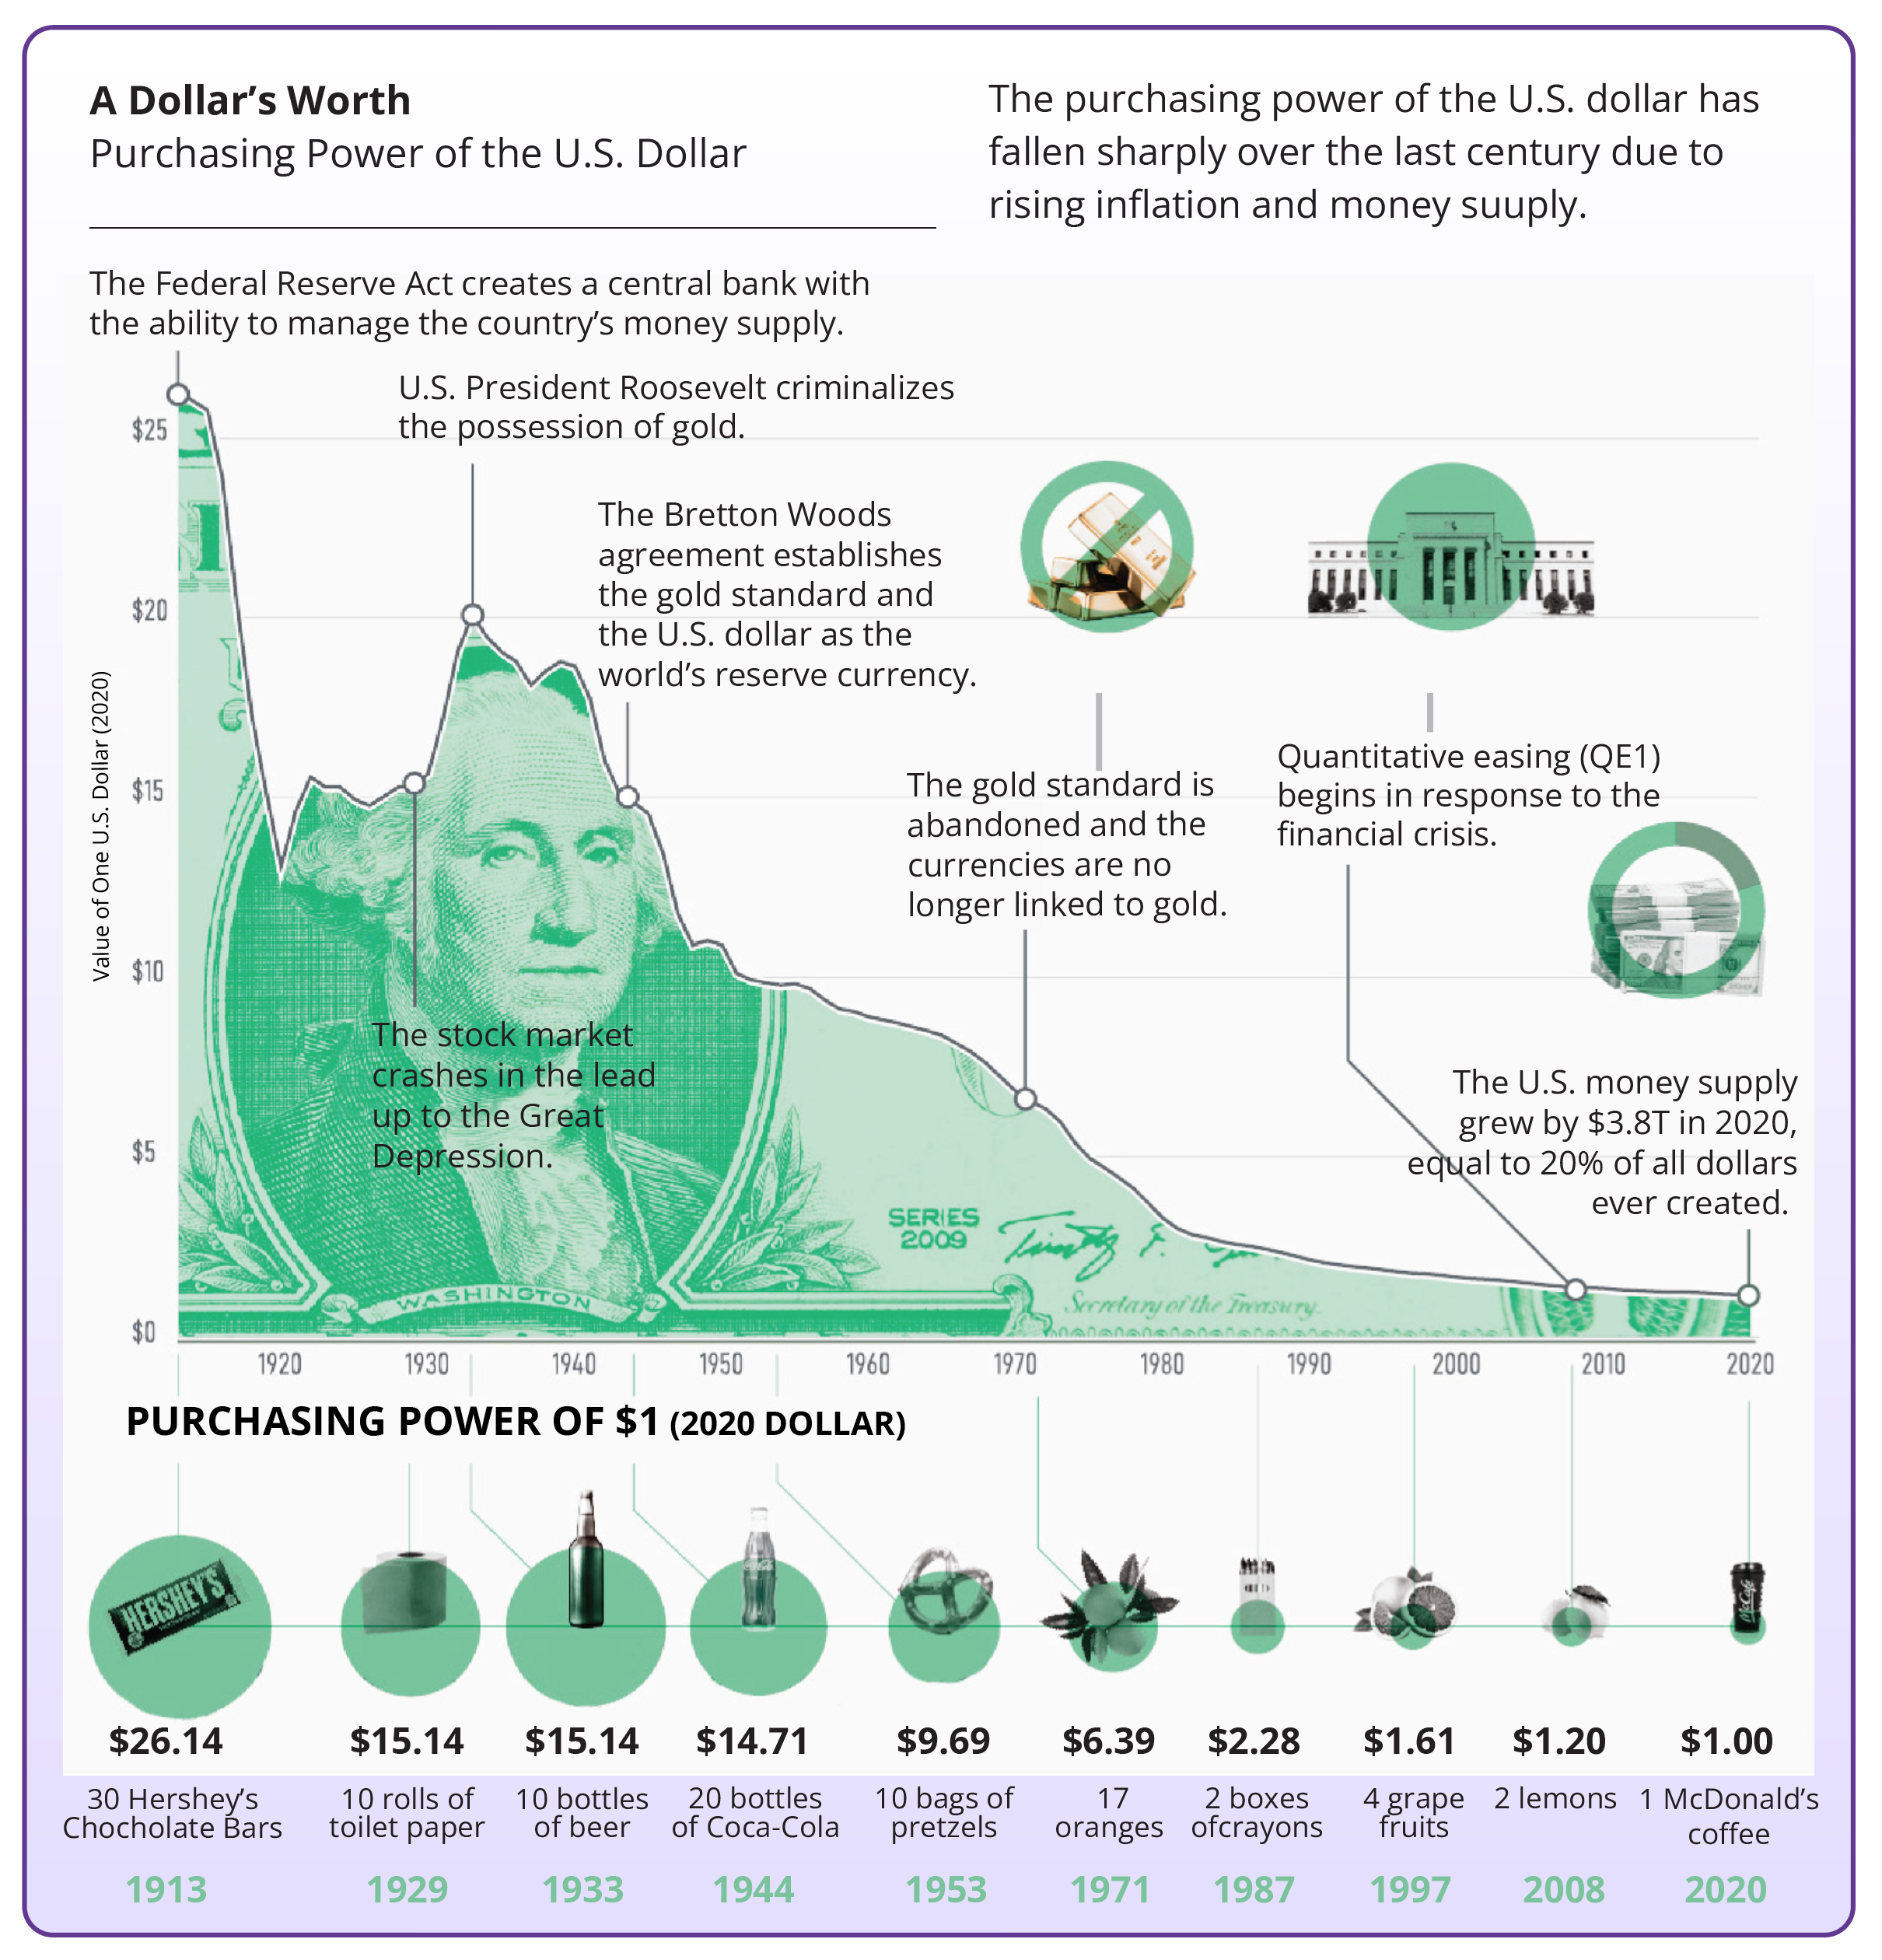 A Dollar's Worth
Purchasing Power of the U.S. Dollar
The purchasing power of the U.S. dollar has
fallen sharply over the last century due to
rising inflation and money suuply.
The Federal Reserve Act creates a central bank with
the ability to manage the country's money supply.
U.S. President Roosevelt criminalizes
the possession of gold.
The Bretton Woods
agreement establishes
the gold standard and
the U.S. dollar as the
world's reserve currency.
The gold standard is
abandoned and the
currencies are no
longer linked to gold.
Quantitative easing (QE1)
begins in response to the
financial crisis.
The U.S. money supply
grew by $3.8T in 2020,
equal to 20% of all dollars
ever created.
The stock market
crashes in the lead
up to the Great
Depression.
Value of One U.S. Dollar (2020)
$25
$20
$15
$10
$5
$0
SERIES
2009
WASHINGTON
Secretary of the Treasury.
1920 1930 1940 1950 1960 1970 1980 1990 2000 2010 2020
PURCHASING POWER OF $1 (2020 DOLLAR)
HERSHEY'S
Coca-Cola
McCafé
$26.14 $15.14 $15.14 $14.71 $9.69 $6.39 $2.28 $1.61 $1.20 $1.00
30 Hershey's
Chocholate Bars
10 rolls of
toilet paper
10 bottles
of beer
20 bottles
of Coca-Cola
10 bags of
pretzels
17
oranges
2 boxes
ofcrayons
4 grape
fruits
2 lemons
1 McDonald's
coffee
1913 1929 1933 1944 1953 1971 1987 1997 2008 2020